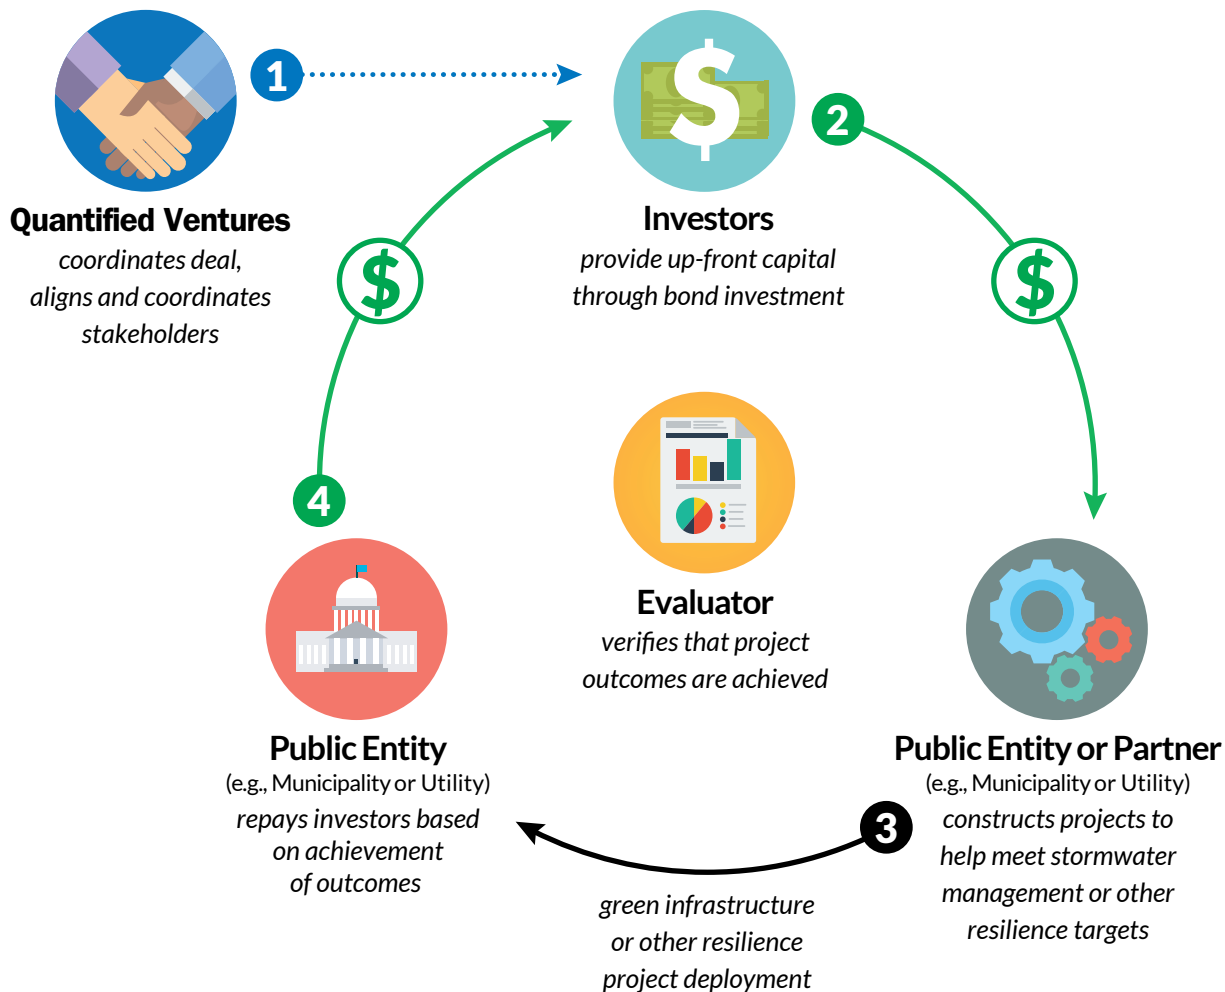 1
2
$
Quantified Ventures
coordinates deal,
aligns and coordinates
stakeholders
Investors
provide up-front capital
through bond investment
$
$
4
Evaluator
verifies that project
outcomes are achieved
Public Entity
(e.g., Municipality or Utility)
repays investors based
on achievement
of outcomes
Public Entity or Partner
(e.g., Municipality or Utility)
constructs projects to
help meet stormwater
management or other
resilience targets
3
green infrastructure
or other resilience
project deployment